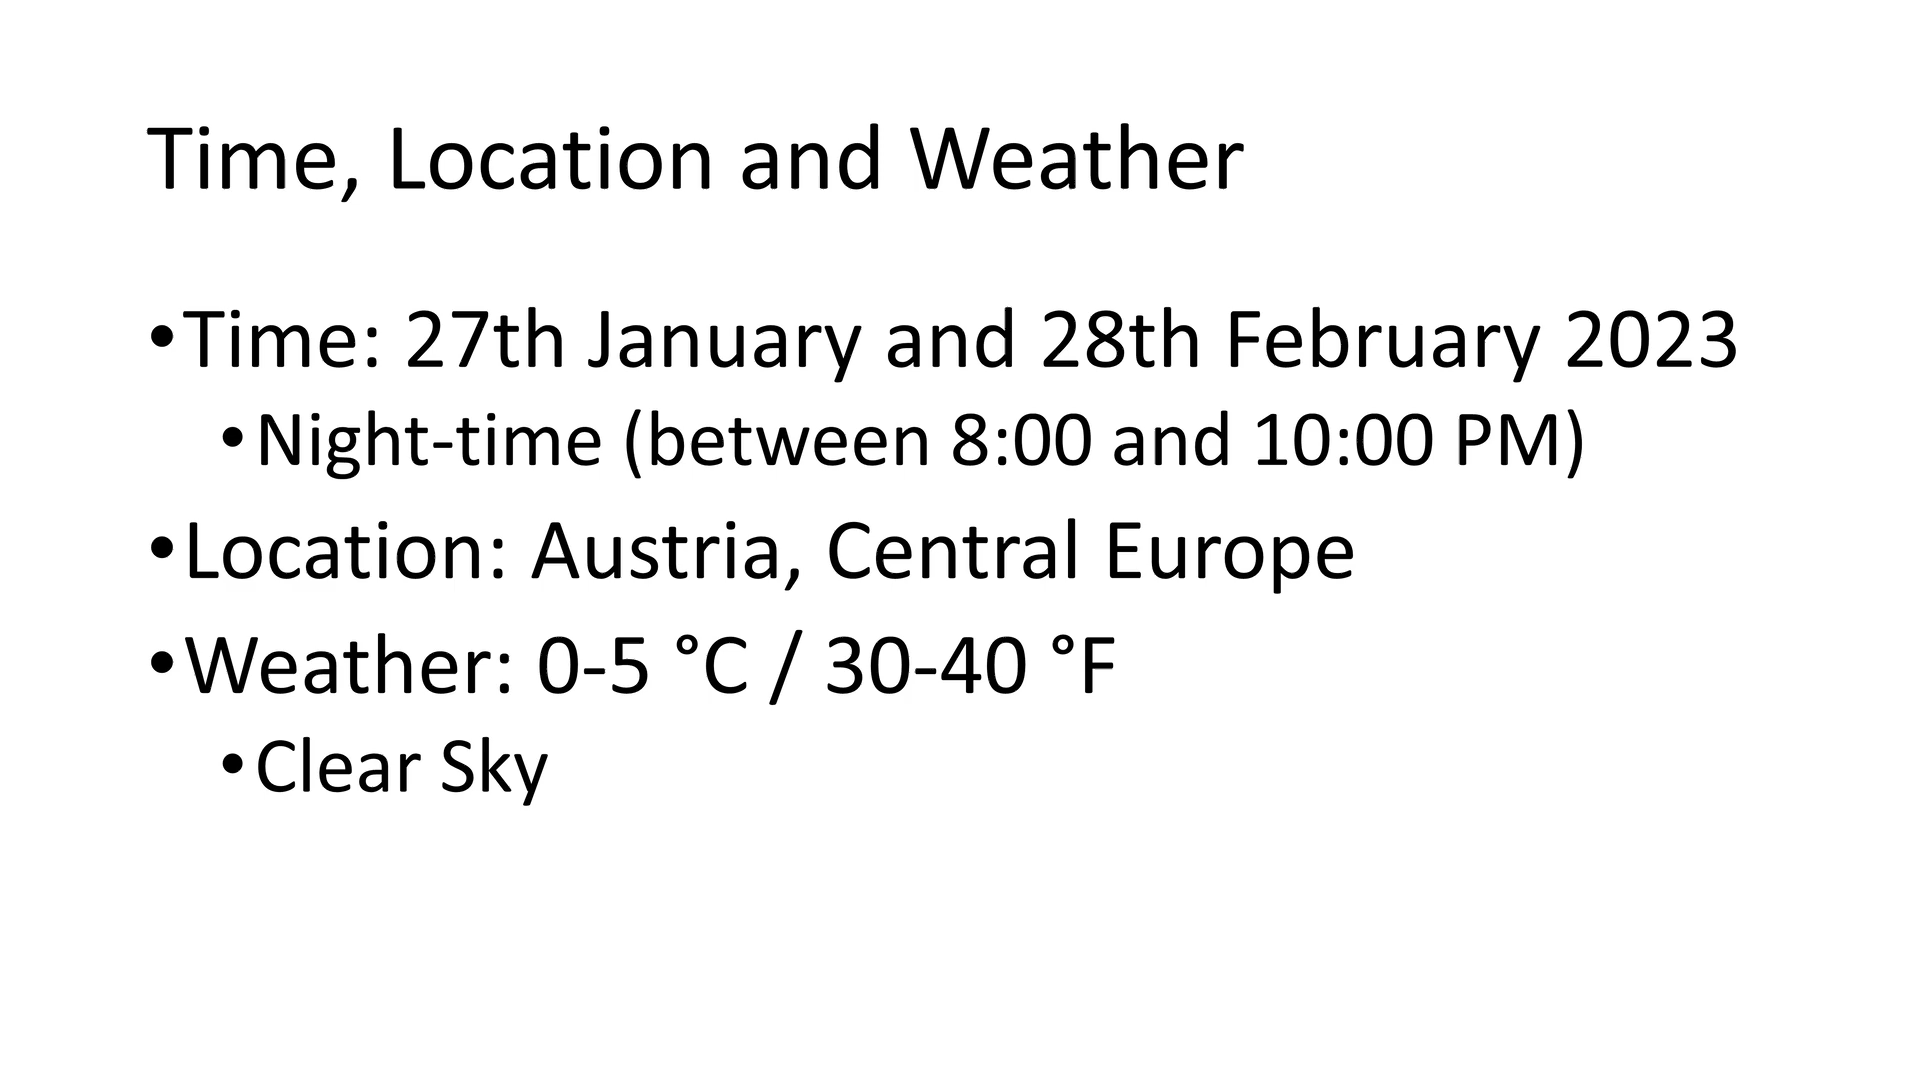 Time, Location and Weather
•Time: 27th January and 28th February 2023
•Night-time (between 8:00 and 10:00 PM)
•Location: Austria, Central Europe
•Weather: 0-5 °C / 30-40 °F
•Clear Sky